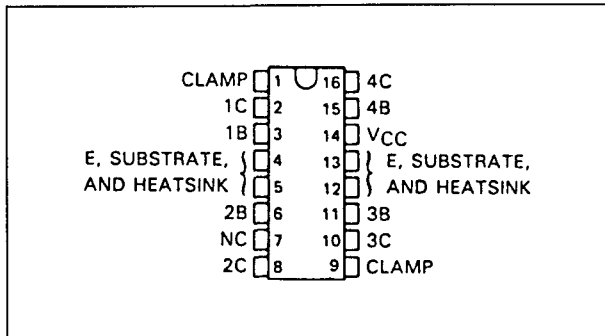 CLAMP 1 16 4C
1C 2 15 4B
1B 3 14 VCC
E, SUBSTRATE, 4 13 E, SUBSTRATE,
AND HEATSINK 5 12 AND HEATSINK
2B 6 11 3B
NC 7 10 3C
2C 8 9 CLAMP